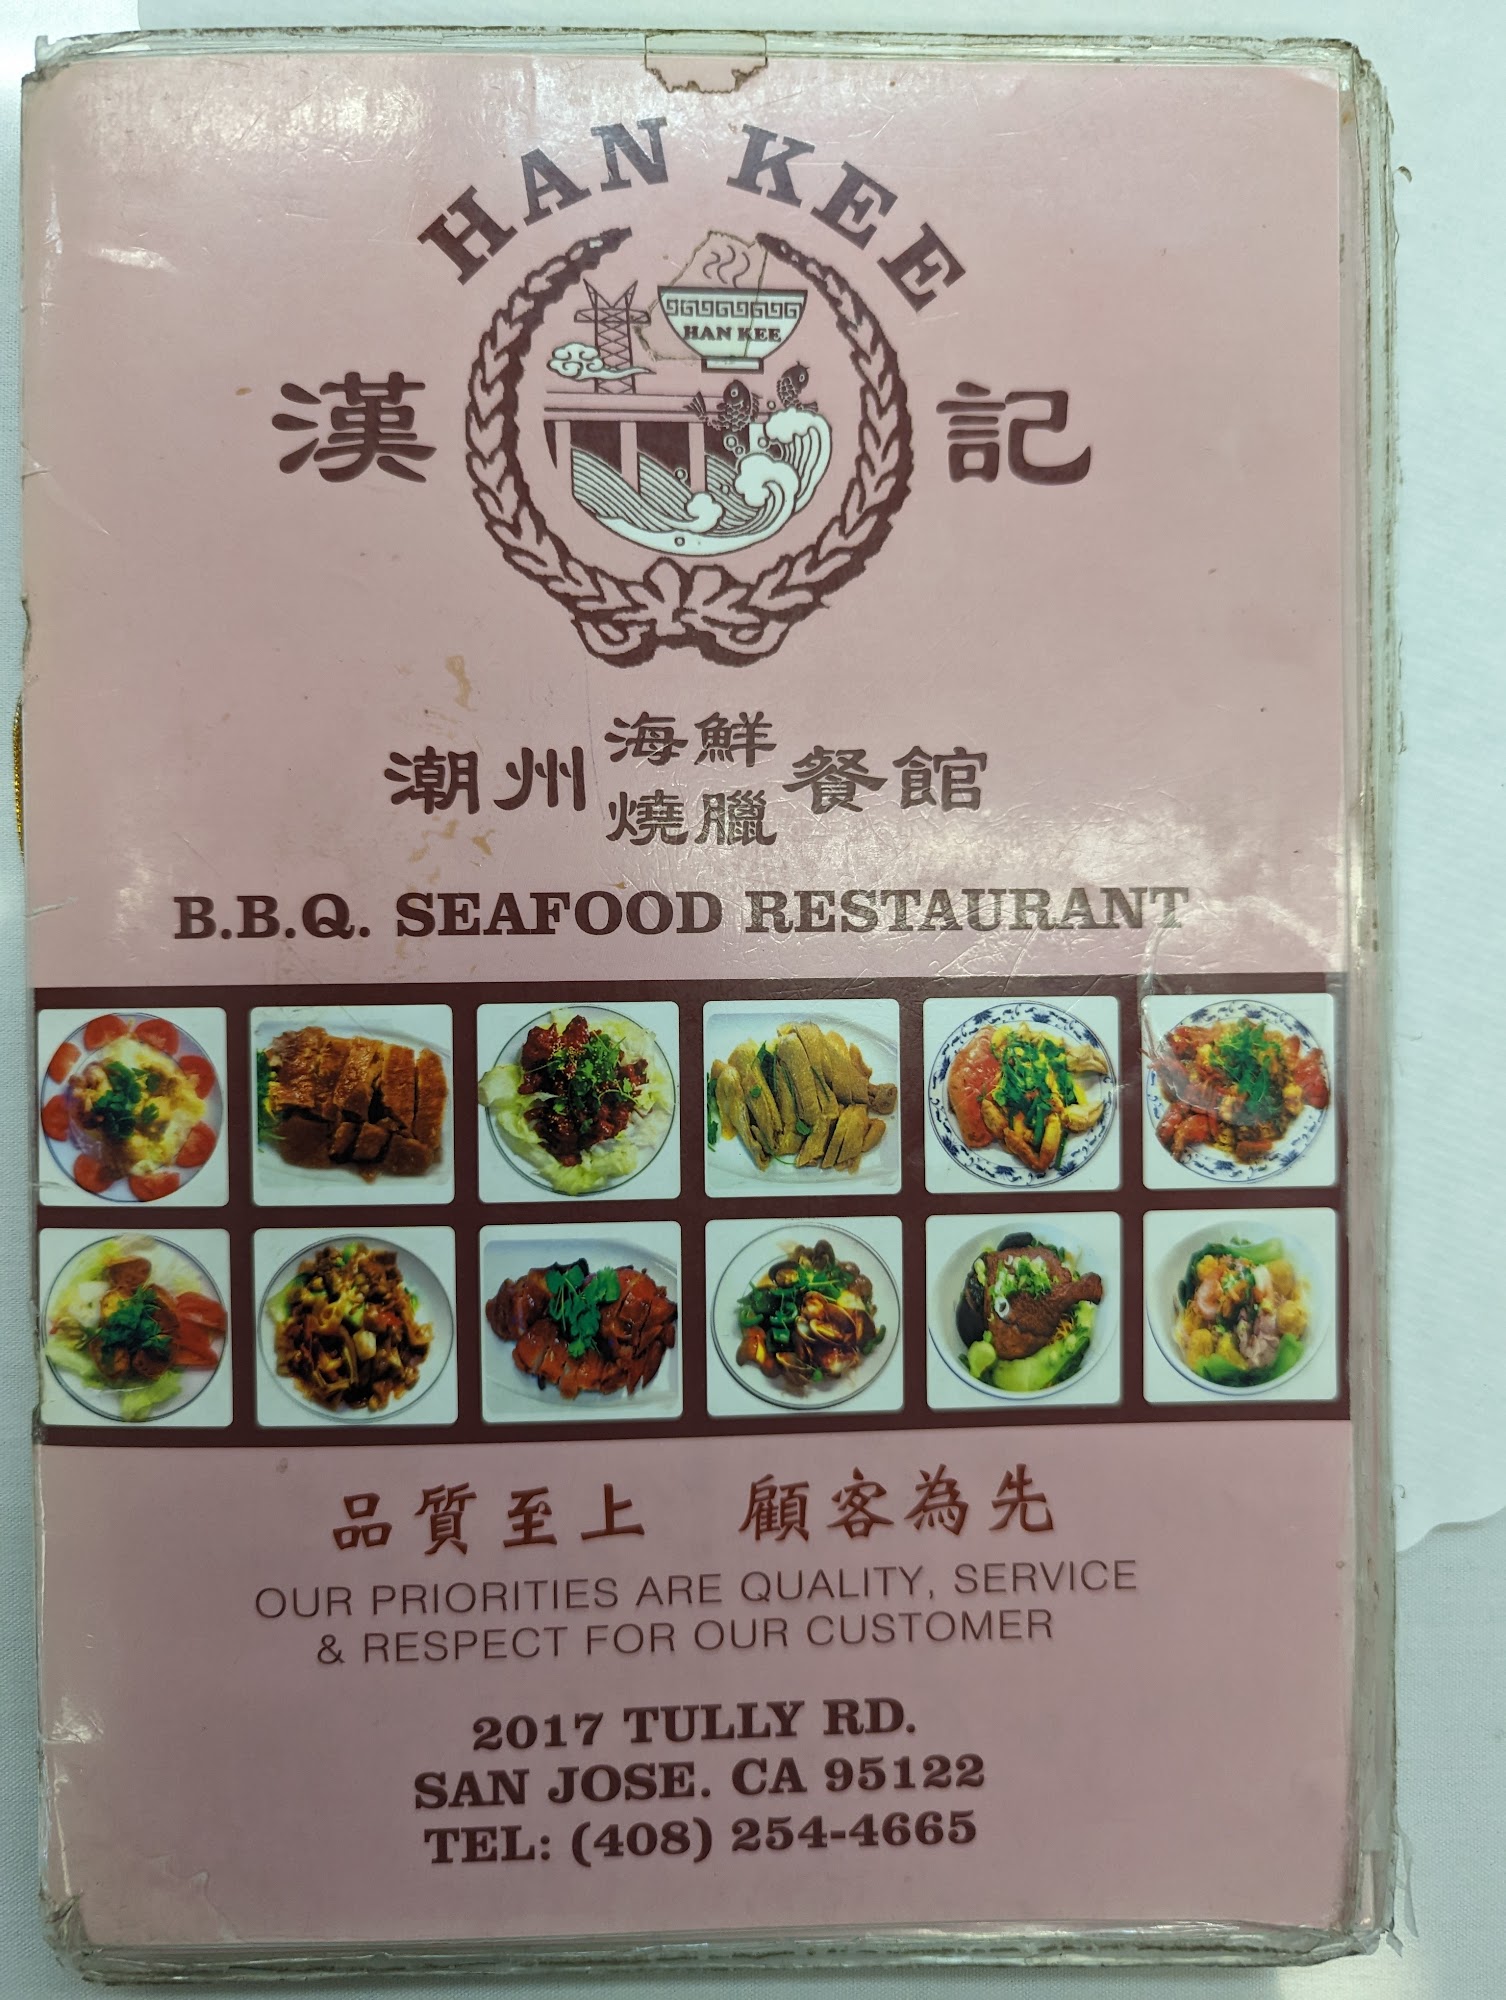 HAN KEE
HAN KEE
漢 記
潮州 海鮮 餐館
燒臘
B.B.Q. SEAFOOD RESTAURANT
品質至上 顧客為先
OUR PRIORITIES ARE QUALITY, SERVICE
& RESPECT FOR OUR CUSTOMER
2017 TULLY RD.
SAN JOSE. CA 95122
TEL: (408) 254-4665